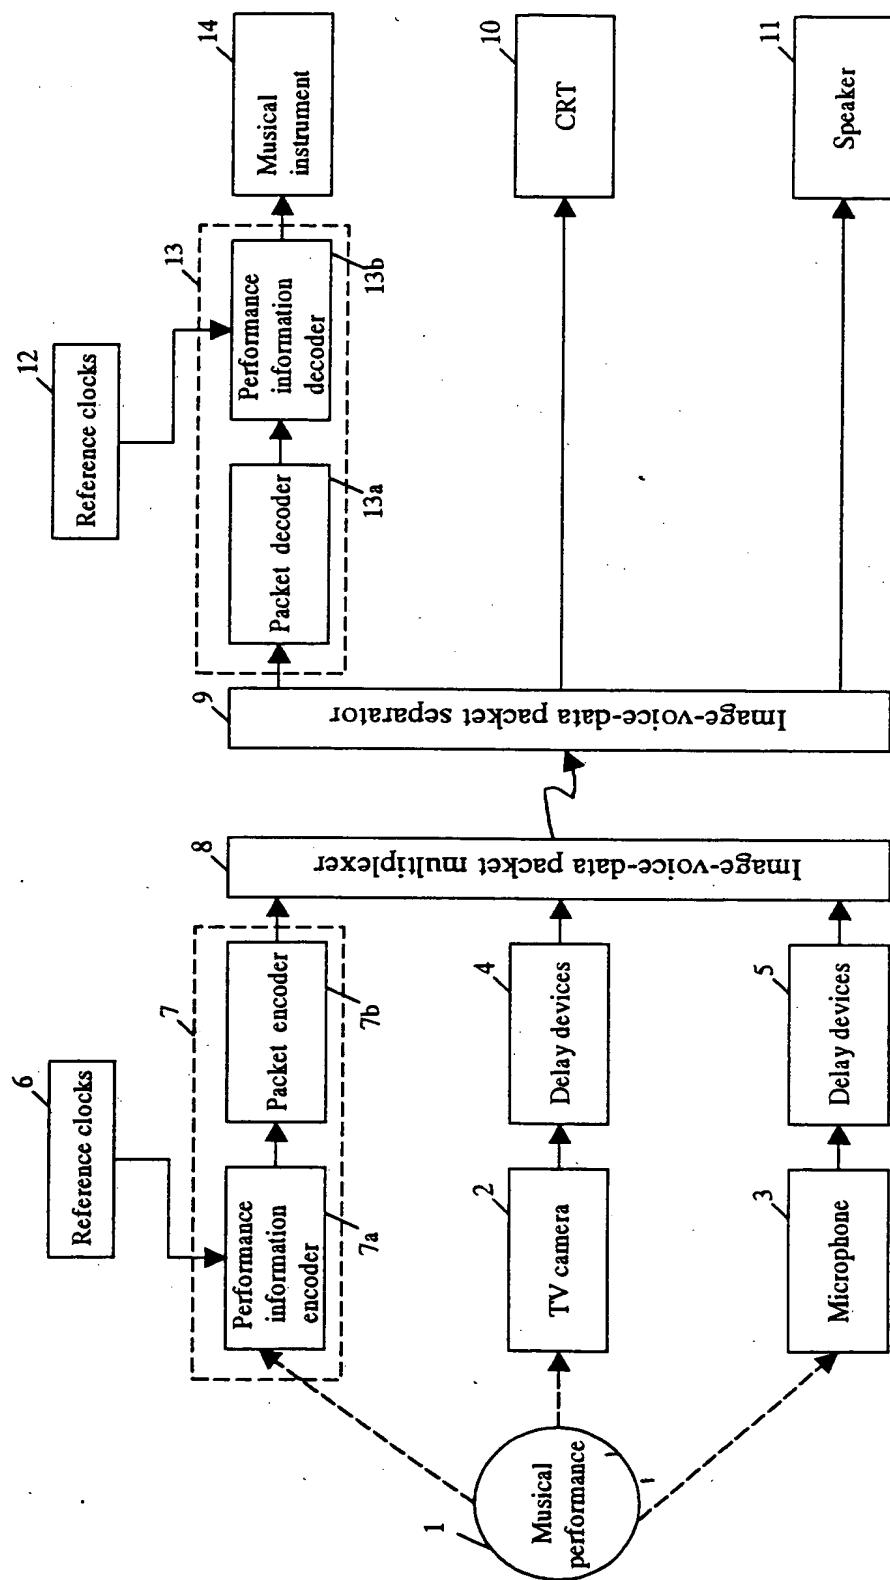 6
Reference clocks
12
Reference clocks
7
Performance
information
encoder
7a
Packet encoder
7b
8
Image-voice-data packet multiplexer
9
Image-voice-data packet separator
13
Packet decoder
13a
Performance
information
decoder
13b
14
Musical
instrument
1
Musical
performance
2
TV camera
4
Delay devices
10
CRT
3
Microphone
5
Delay devices
11
Speaker